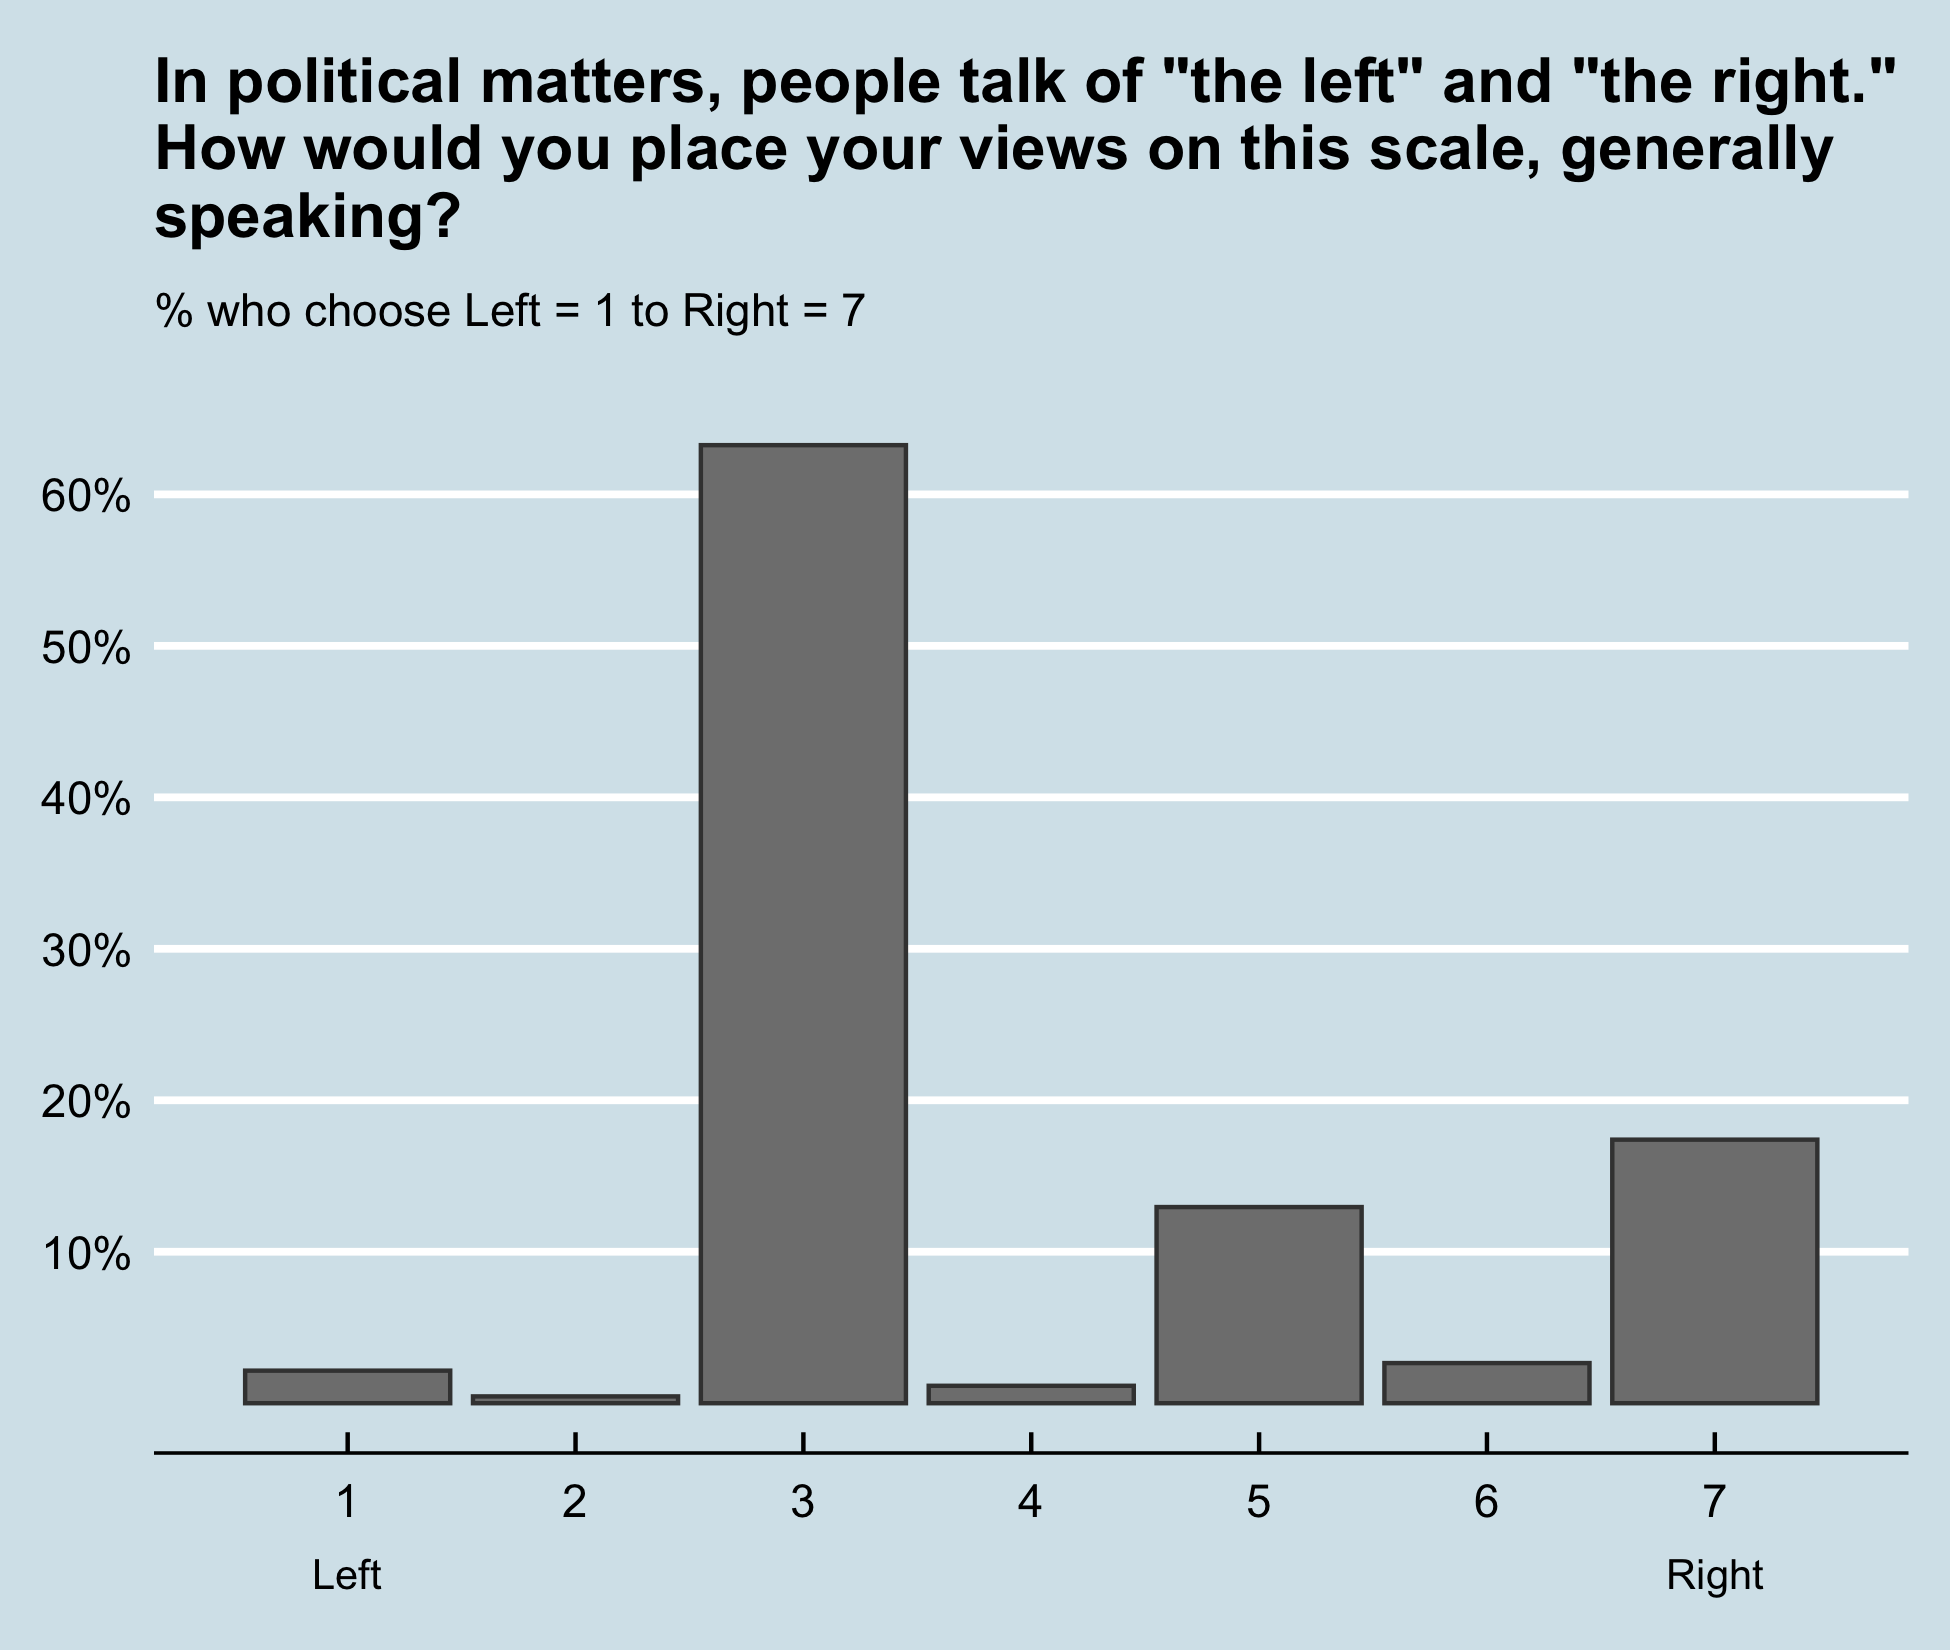 In political matters, people talk of "the left" and "the right."
How would you place your views on this scale, generally
speaking?
% who choose Left = 1 to Right = 7
60%
50%
40%
30%
20%
10%
1 2 3 4 5 6 7
Left Right